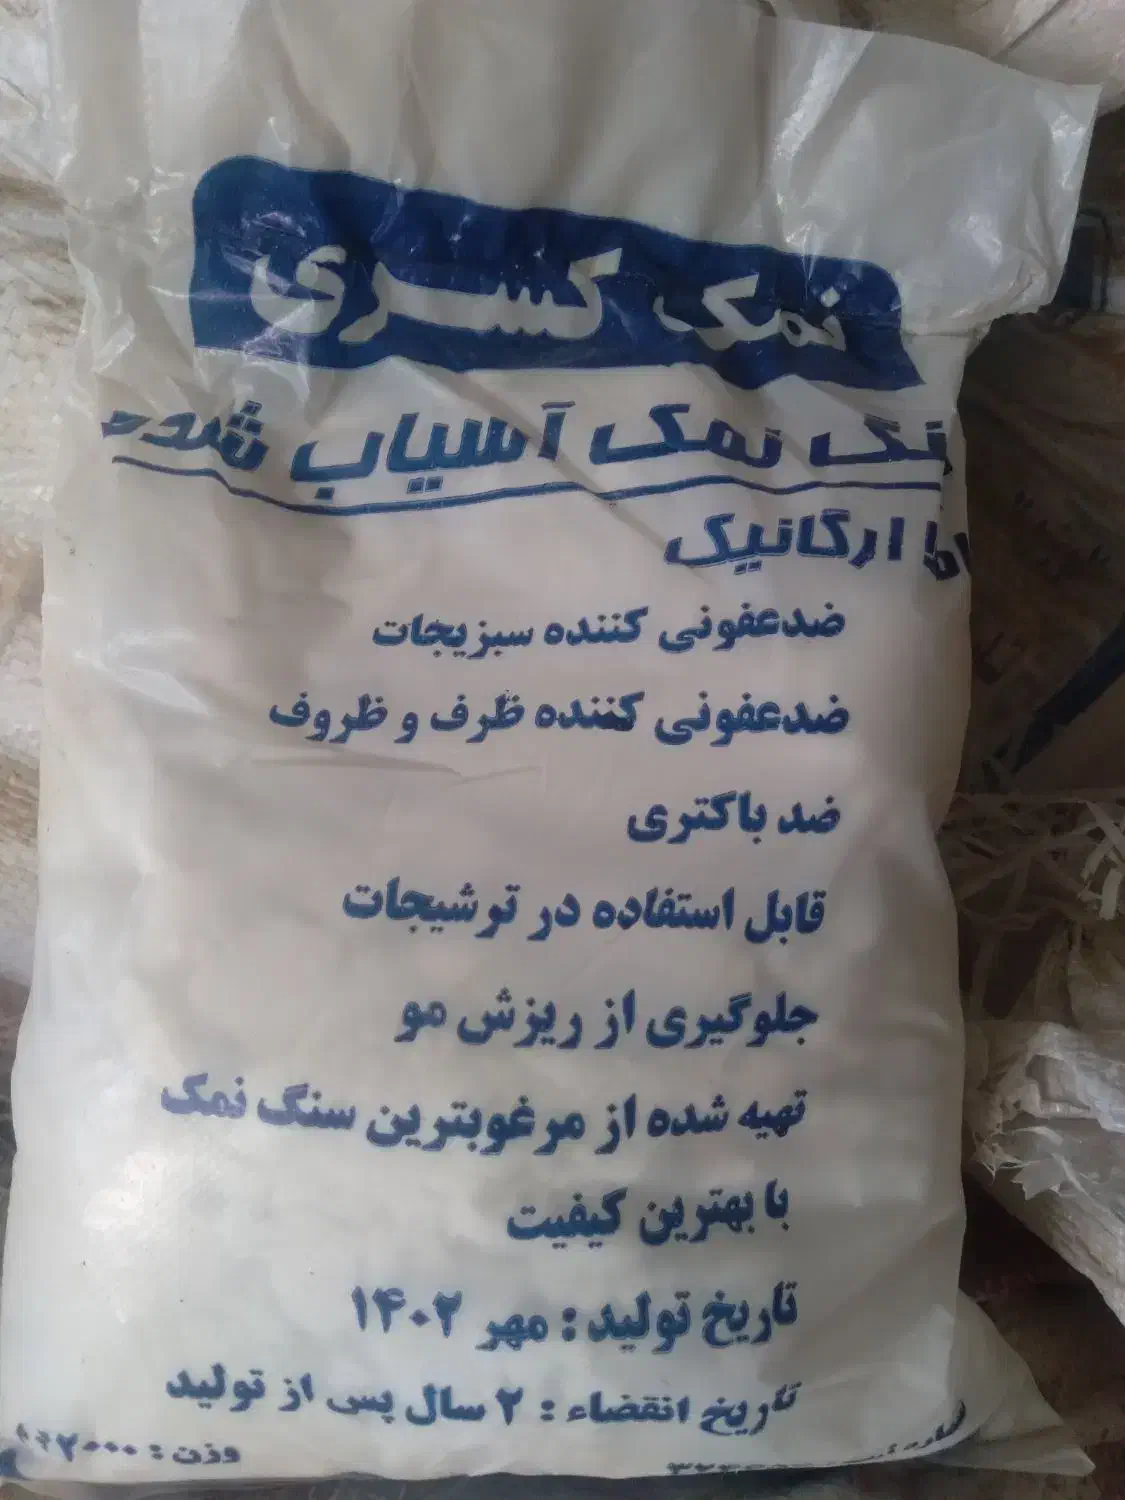 نمک کسری
نمک آسیاب شده
ارگانیک
ضدعفونی کننده سبزیجات
ضدعفونی کننده ظرف و ظروف
ضد باکتری
قابل استفاده در ترشیجات
جلوگیری از ریزش مو
تهیه شده از مرغوبترین سنگ نمک
با بهترین کیفیت
تاریخ تولید : مهر ۱۴۰۲
تاریخ انقضاء : ۲ سال پس از تولید
وزن : ۲۰۰۰